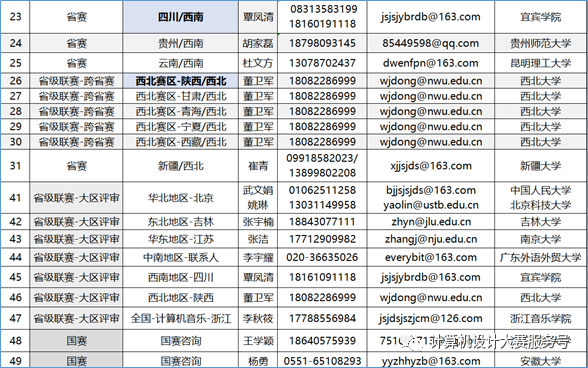 23 省赛 四川/西南 覃凤清 08313583199 jsjsjybrdb@163.com 宜宾学院
18160191118
24 省赛 贵州/西南 胡家磊 18798093145 85449598@qq.com 贵州师范大学
25 省赛 云南/西南 杜文方 13078702437 dwenfpn@163.com 昆明理工大学
26 省级联赛-跨省赛 西北赛区-陕西/西北 董卫军 18082286999 wjdong@nwu.edu.cn 西北大学
27 省级联赛-跨省赛 西北赛区-甘肃/西北 董卫军 18082286999 wjdong@nwu.edu.cn 西北大学
28 省级联赛-跨省赛 西北赛区-青海/西北 董卫军 18082286999 wjdong@nwu.edu.cn 西北大学
29 省级联赛-跨省赛 西北赛区-宁夏/西北 董卫军 18082286999 wjdong@nwu.edu.cn 西北大学
30 省级联赛-跨省赛 西北赛区-西藏/西北 董卫军 18082286999 wjdong@nwu.edu.cn 西北大学
31 省赛 新疆/西北 崔青 09918582023/ xjjsjds@163.com 新疆大学
13899802208
41 省级联赛-大区评审 华北地区-北京 武文娟 01062511258 bjjsjsjds@163.com 中国人民大学
姚琳 13031149958 yaolin@ustb.edu.cn 北京科技大学
42 省级联赛-大区评审 东北地区-吉林 张宇楠 18843077111 zhyn@jlu.edu.cn 吉林大学
43 省级联赛-大区评审 华东地区-江苏 张洁 17712909982 zhangj@nju.edu.cn 南京大学
44 省级联赛-大区评审 中南地区-联系人 李宇耀 020-36635026 everybit@163.com 广东外语外贸大学
45 省级联赛-大区评审 西南地区-四川 覃凤清 18161091118 jsjsjybrdb@163.com 宜宾学院
46 省级联赛-大区评审 西北地区-陕西 董卫军 18082286999 wjdong@nwu.edu.cn 西北大学
47 省级联赛-大区评审 全国-计算机音乐-浙江 李秋筱 17788556984 jsjdsjszjcm@126.com 浙江音乐学院
48 国赛 国赛咨询 王学颖 18640575939
计算机设计大赛服务号
49 国赛 国赛咨询 杨勇 0551-65108293 yyzhhyzb@163.com 安徽大学